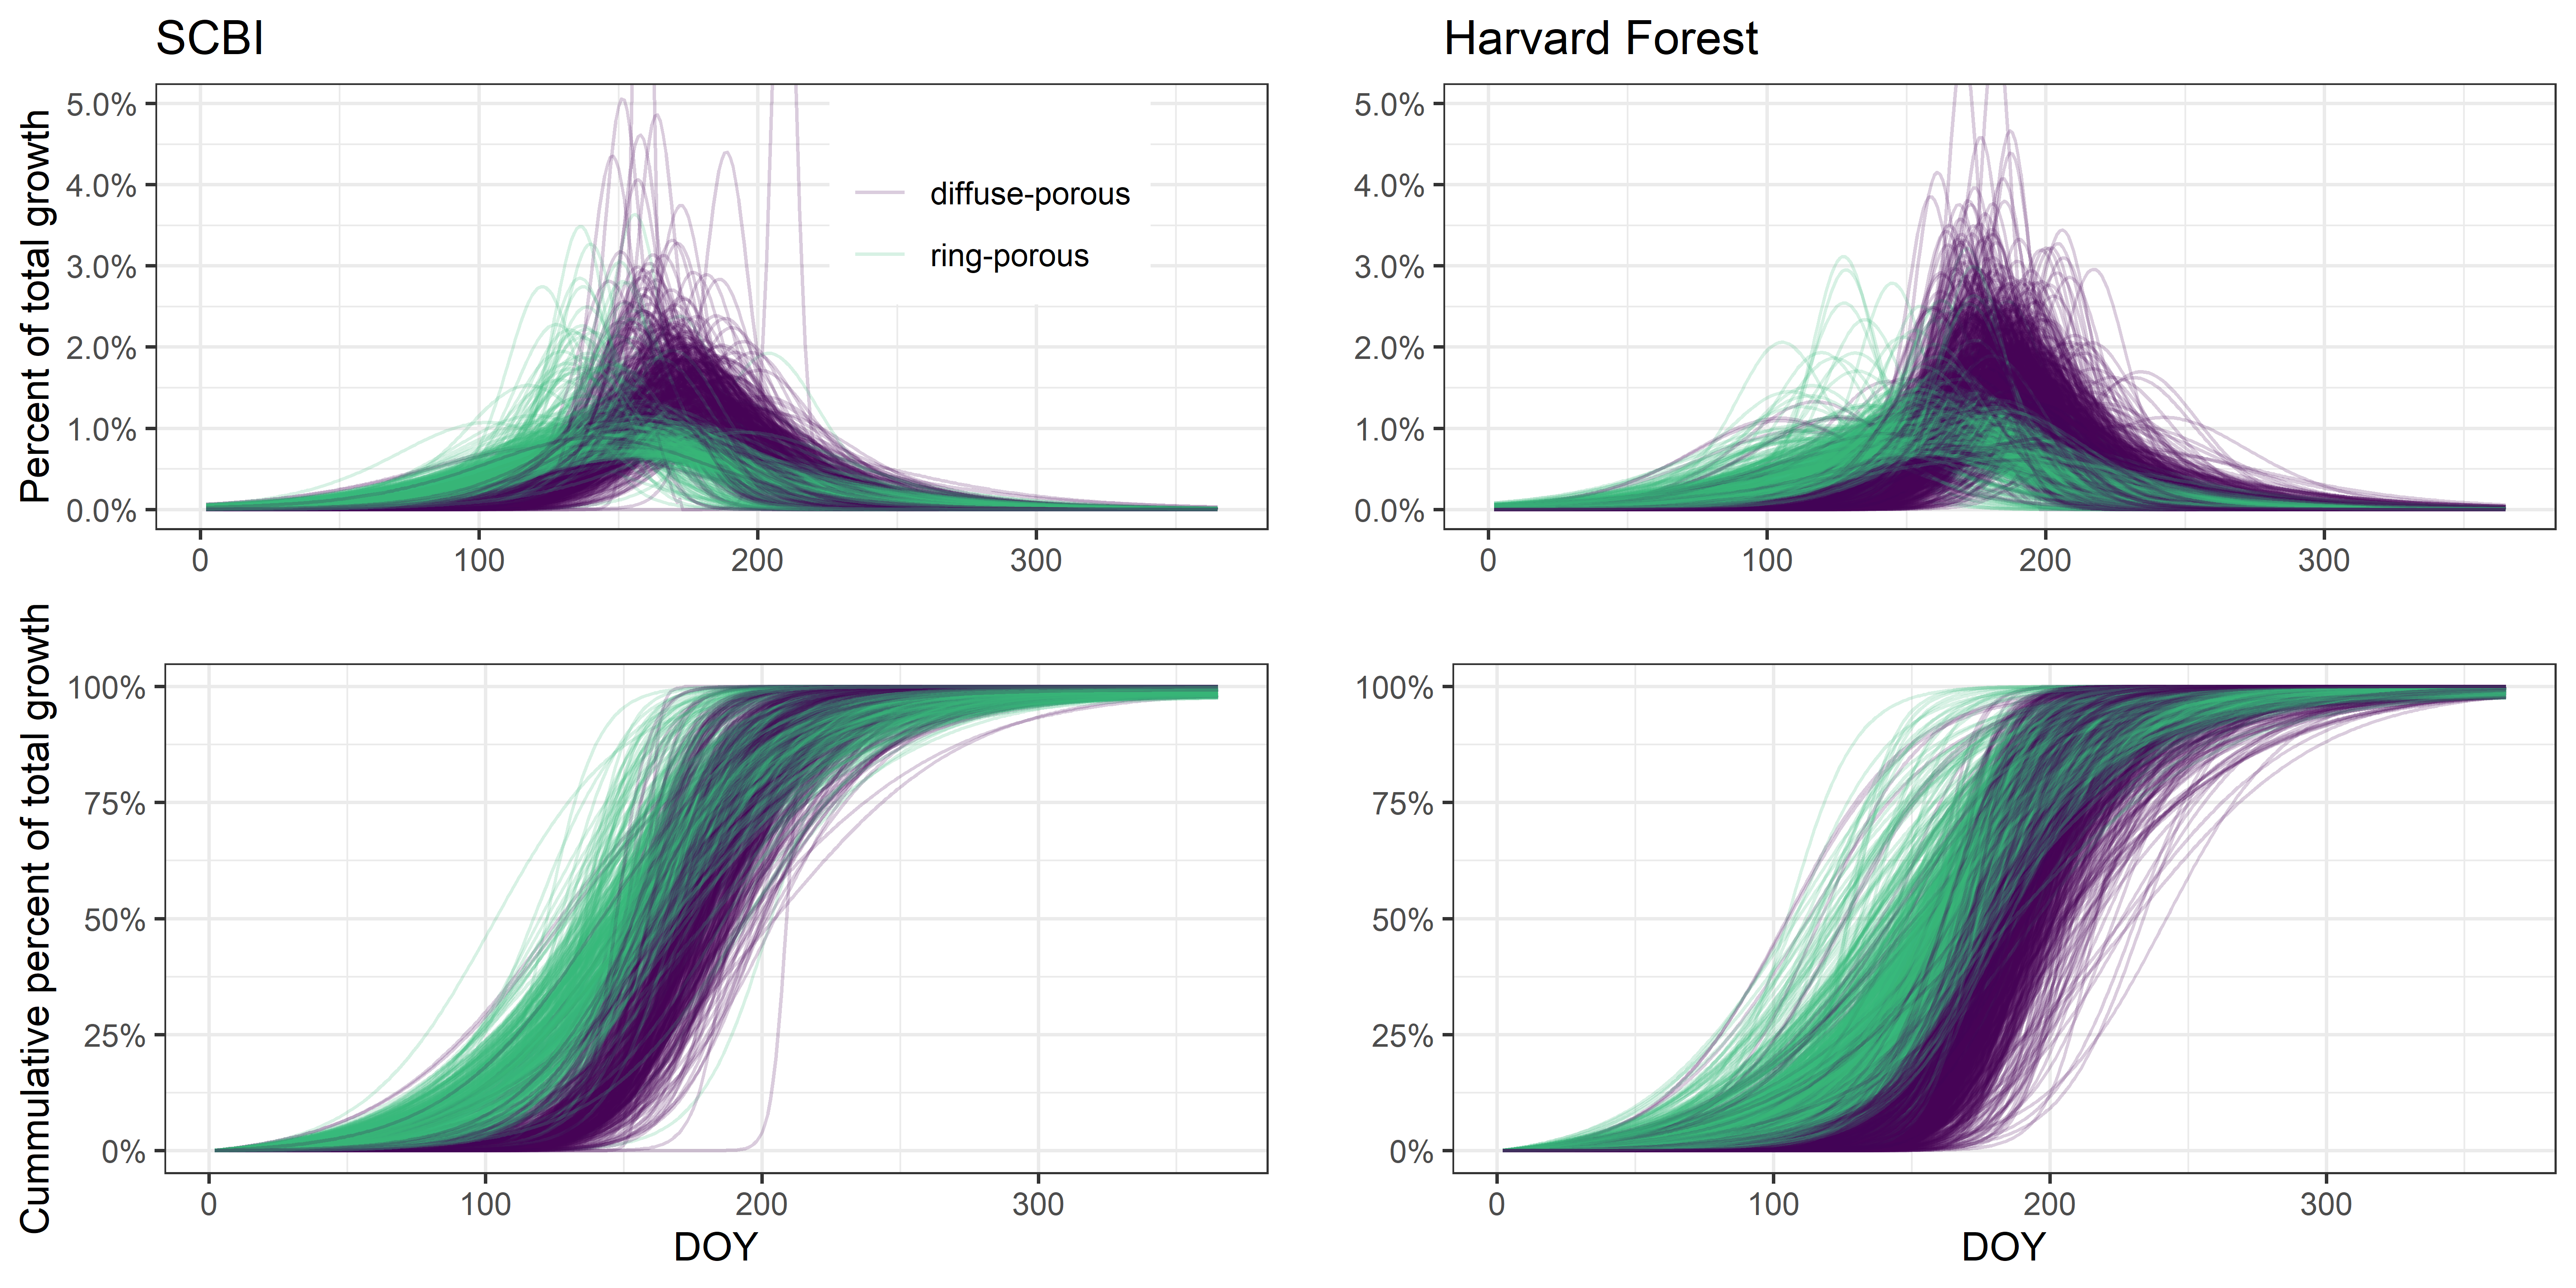 SCBI
Harvard Forest
Percent of total growth
5.0%
4.0%
3.0%
2.0%
1.0%
0.0%
diffuse-porous
ring-porous
0 100 200 300
5.0%
4.0%
3.0%
2.0%
1.0%
0.0%
0 100 200 300
Cummulative percent of total growth
100%
75%
50%
25%
0%
0 100 200 300
DOY
100%
75%
50%
25%
0%
0 100 200 300
DOY